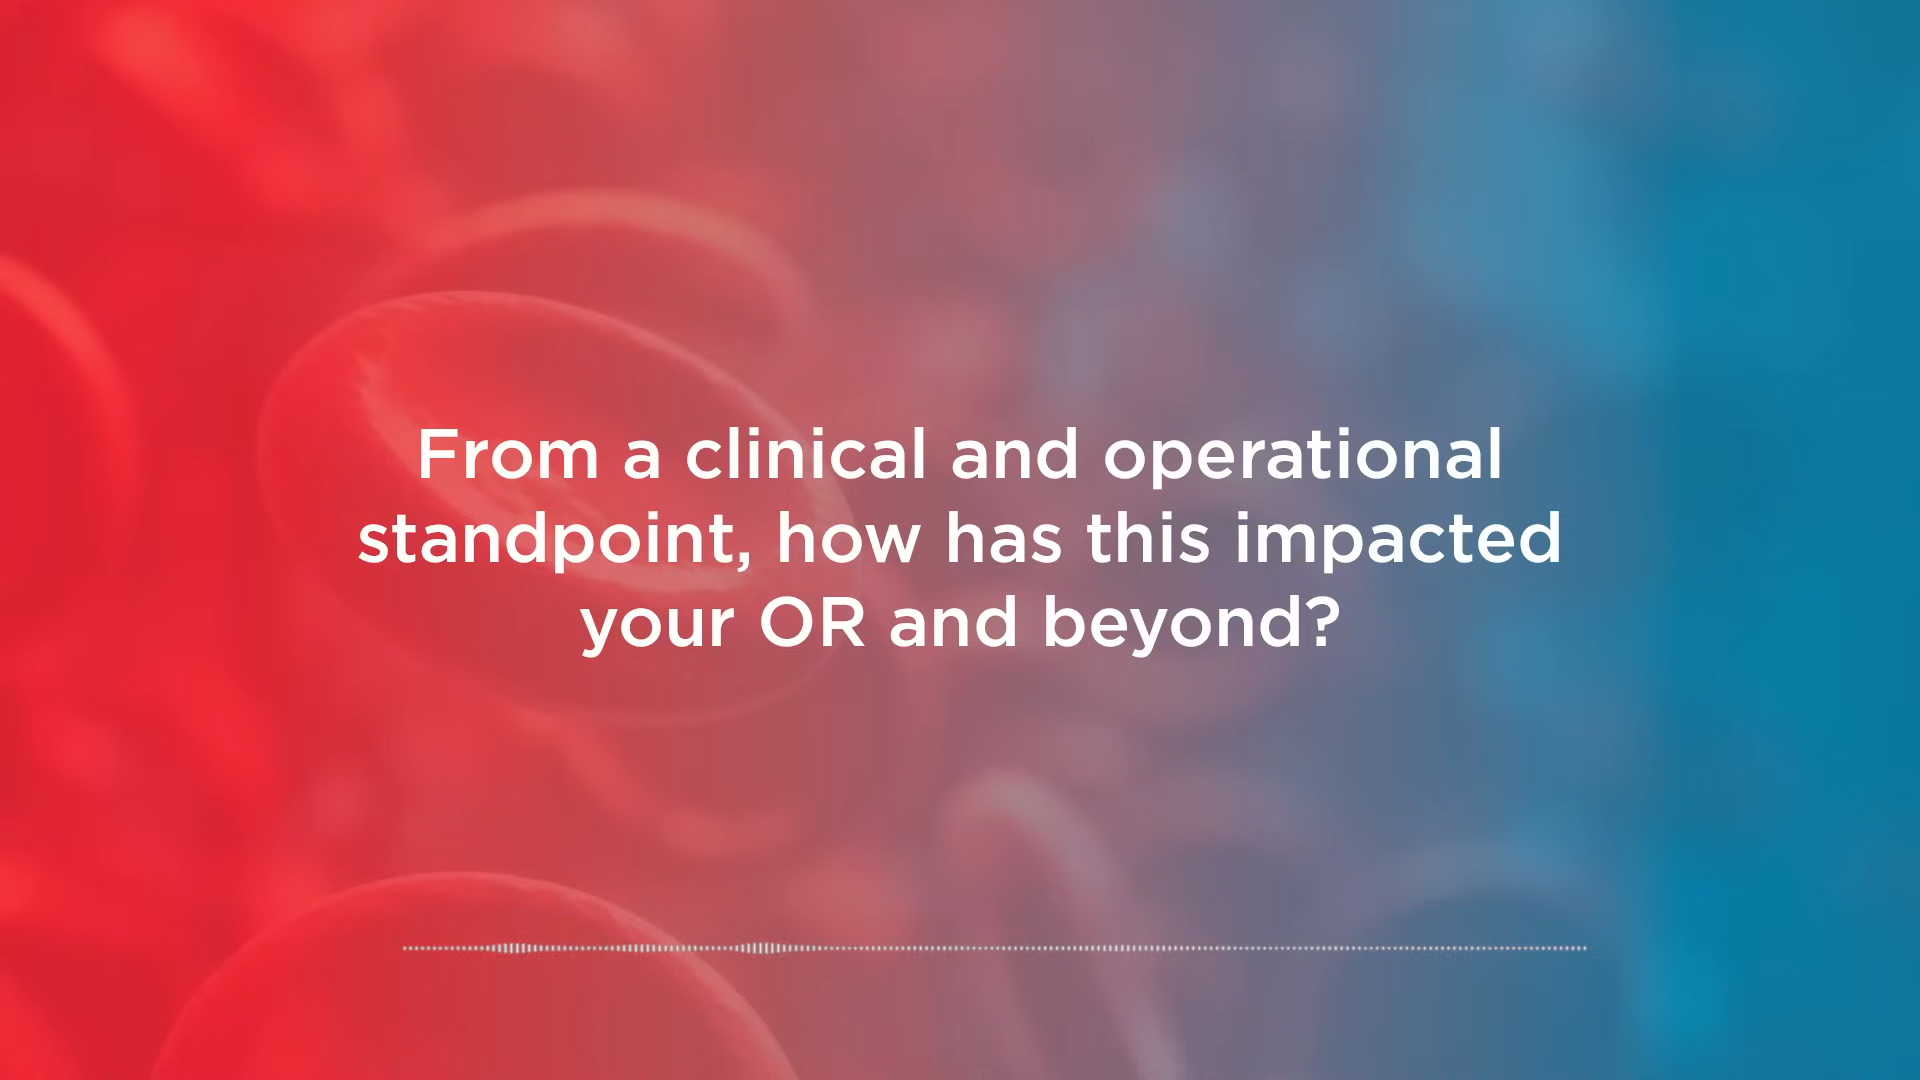 From a clinical and operational
standpoint, how has this impacted
your OR and beyond?